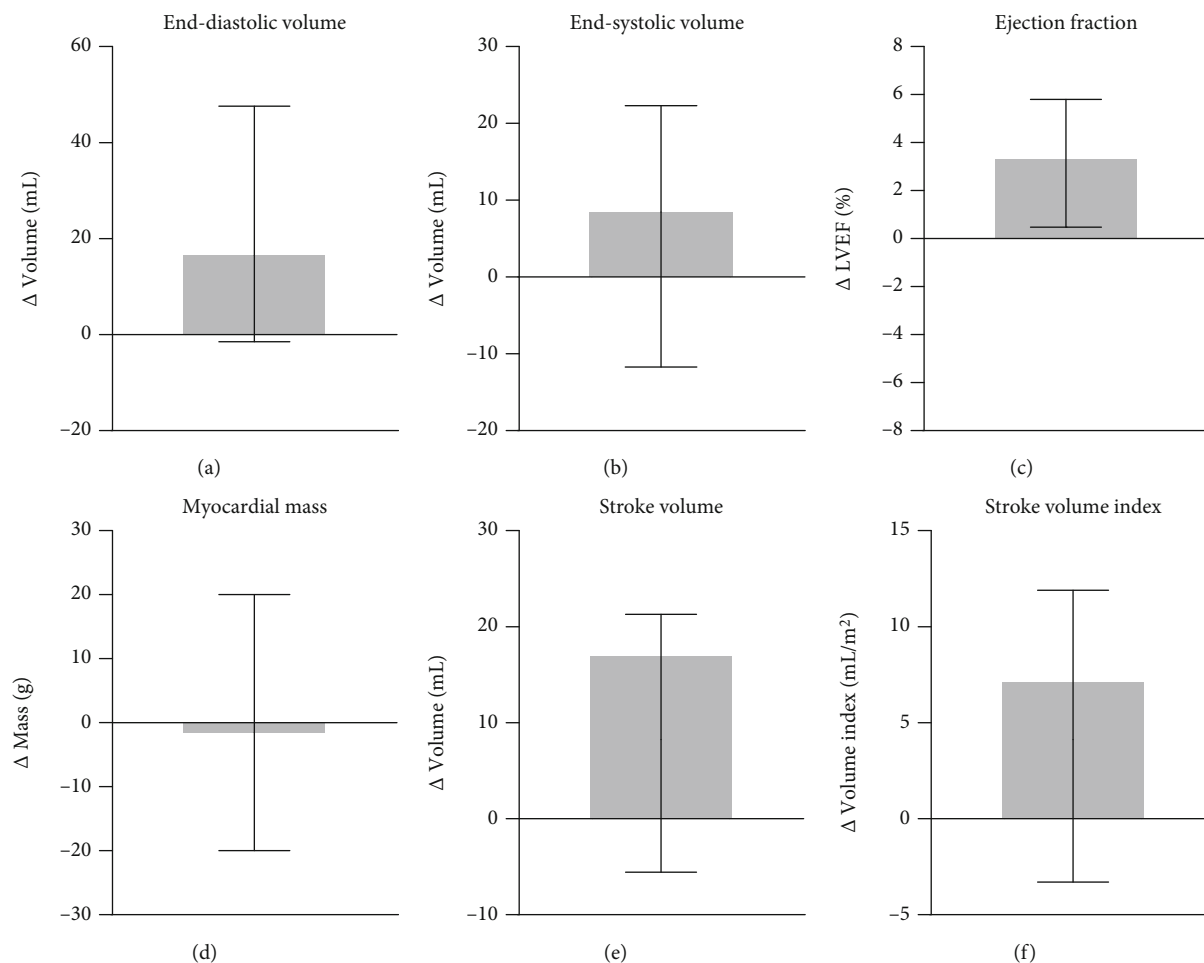 End-diastolic volume
60
40
20
0
–20
Δ Volume (mL)
(a)
End-systolic volume
30
20
10
0
–10
–20
Δ Volume (mL)
(b)
Ejection fraction
8
6
4
2
0
–2
–4
–6
–8
Δ LVEF (%)
(c)
Myocardial mass
30
20
10
0
–10
–20
–30
Δ Mass (g)
(d)
Stroke volume
30
20
10
0
–10
Δ Volume (mL)
(e)
Stroke volume index
15
10
5
0
–5
Δ Volume index (mL/m²)
(f)